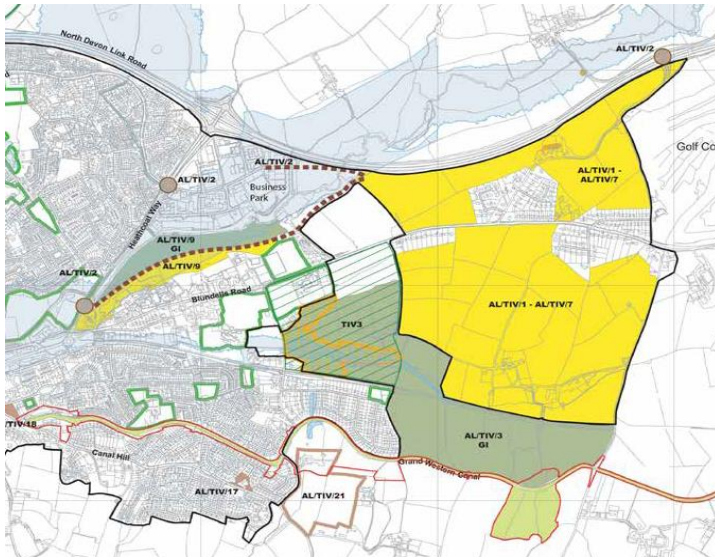 North Devon Link Road
AL/TIV/2
AL/TIV/2
Golf Co
AL/TIV/1 -
AL/TIV/7
AL/TIV/2
Business
Park
Heathcoat Way
AL/TIV/9
GI
AL/TIV/2
AL/TIV/9
Blundells Road
AL/TIV/1 - AL/TIV/7
TIV3
AL/TIV/3
GI
TIV/18
Canal Hill
Grand Western Canal
AL/TIV/17
AL/TIV/21